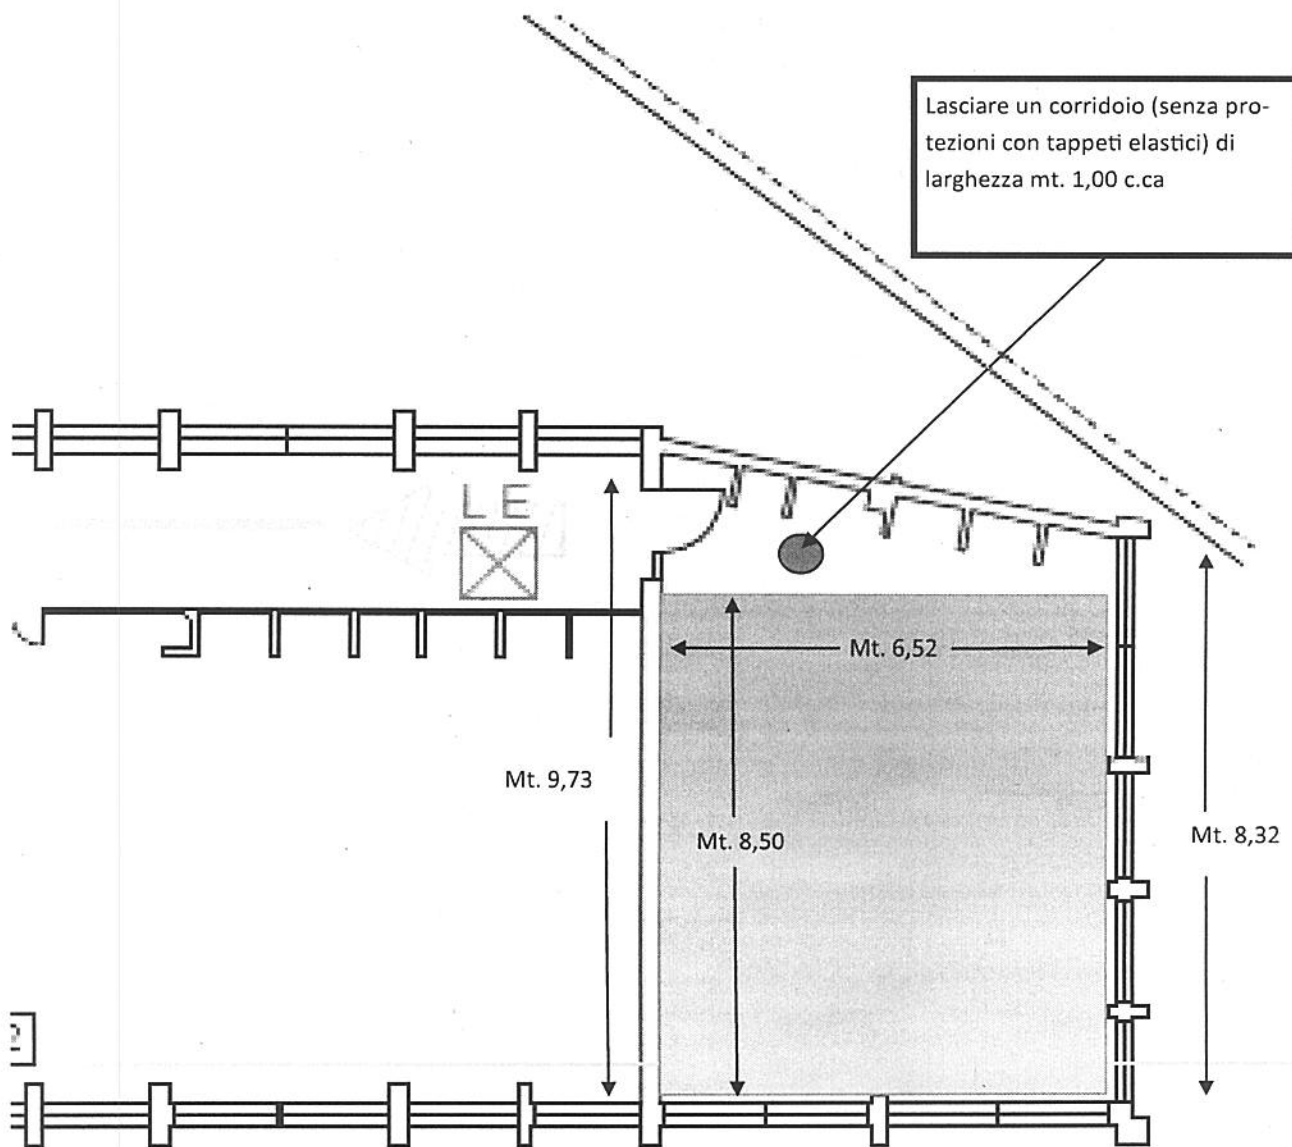 Lasciare un corridoio (senza pro-
tezioni con tappeti elastici) di
larghezza mt. 1,00 c.ca
LE
Mt. 6,52
Mt. 9,73
Mt. 8,50
Mt. 8,32